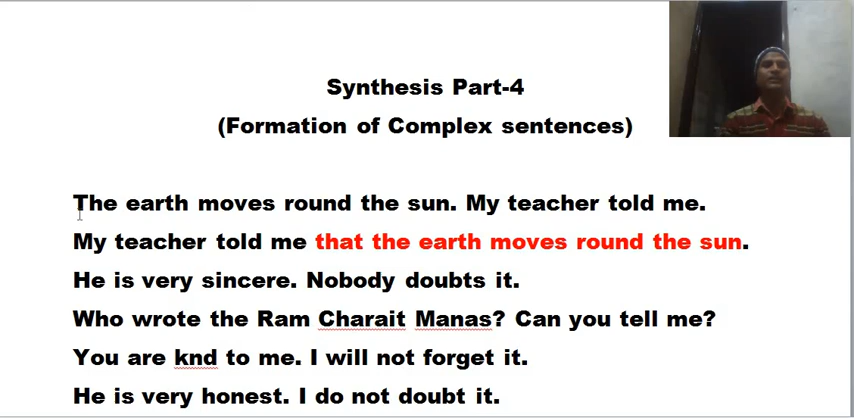 Synthesis Part-4
(Formation of Complex sentences)
The earth moves round the sun. My teacher told me.
My teacher told me that the earth moves round the sun.
He is very sincere. Nobody doubts it.
Who wrote the Ram Charait Manas? Can you tell me?
You are knd to me. I will not forget it.
He is very honest. I do not doubt it.